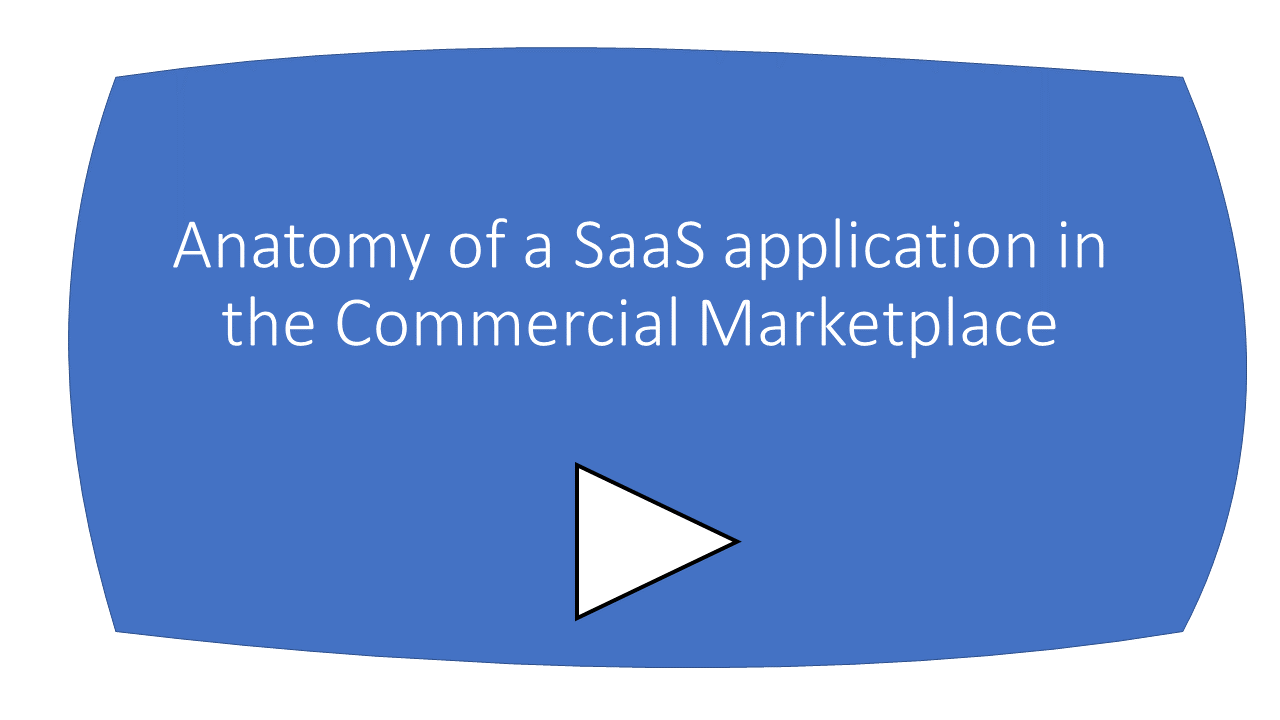 Anatomy of a SaaS application in
the Commercial Marketplace